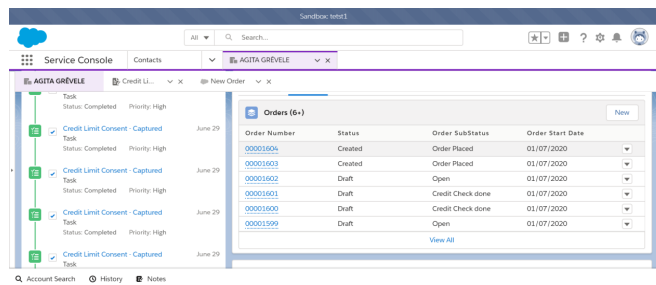 Sandbox: tetst1
All
Search...
Service Console
Contacts
AGITA GRĒVELE
AGITA GRĒVELE
Credit Li...
New Order
Task
Status: Completed Priority: High
Credit Limit Consent - Captured June 29
Task
Status: Completed Priority: High
Credit Limit Consent - Captured June 29
Task
Status: Completed Priority: High
Credit Limit Consent - Captured June 29
Task
Status: Completed Priority: High
Credit Limit Consent - Captured June 29
Task
Orders (6+)
New
Order Number Status Order SubStatus Order Start Date
00001604 Created Order Placed 01/07/2020
00001603 Created Order Placed 01/07/2020
00001602 Draft Open 01/07/2020
00001601 Draft Credit Check done 01/07/2020
00001600 Draft Credit Check done 01/07/2020
00001599 Draft Open 01/07/2020
View All
Account Search History Notes